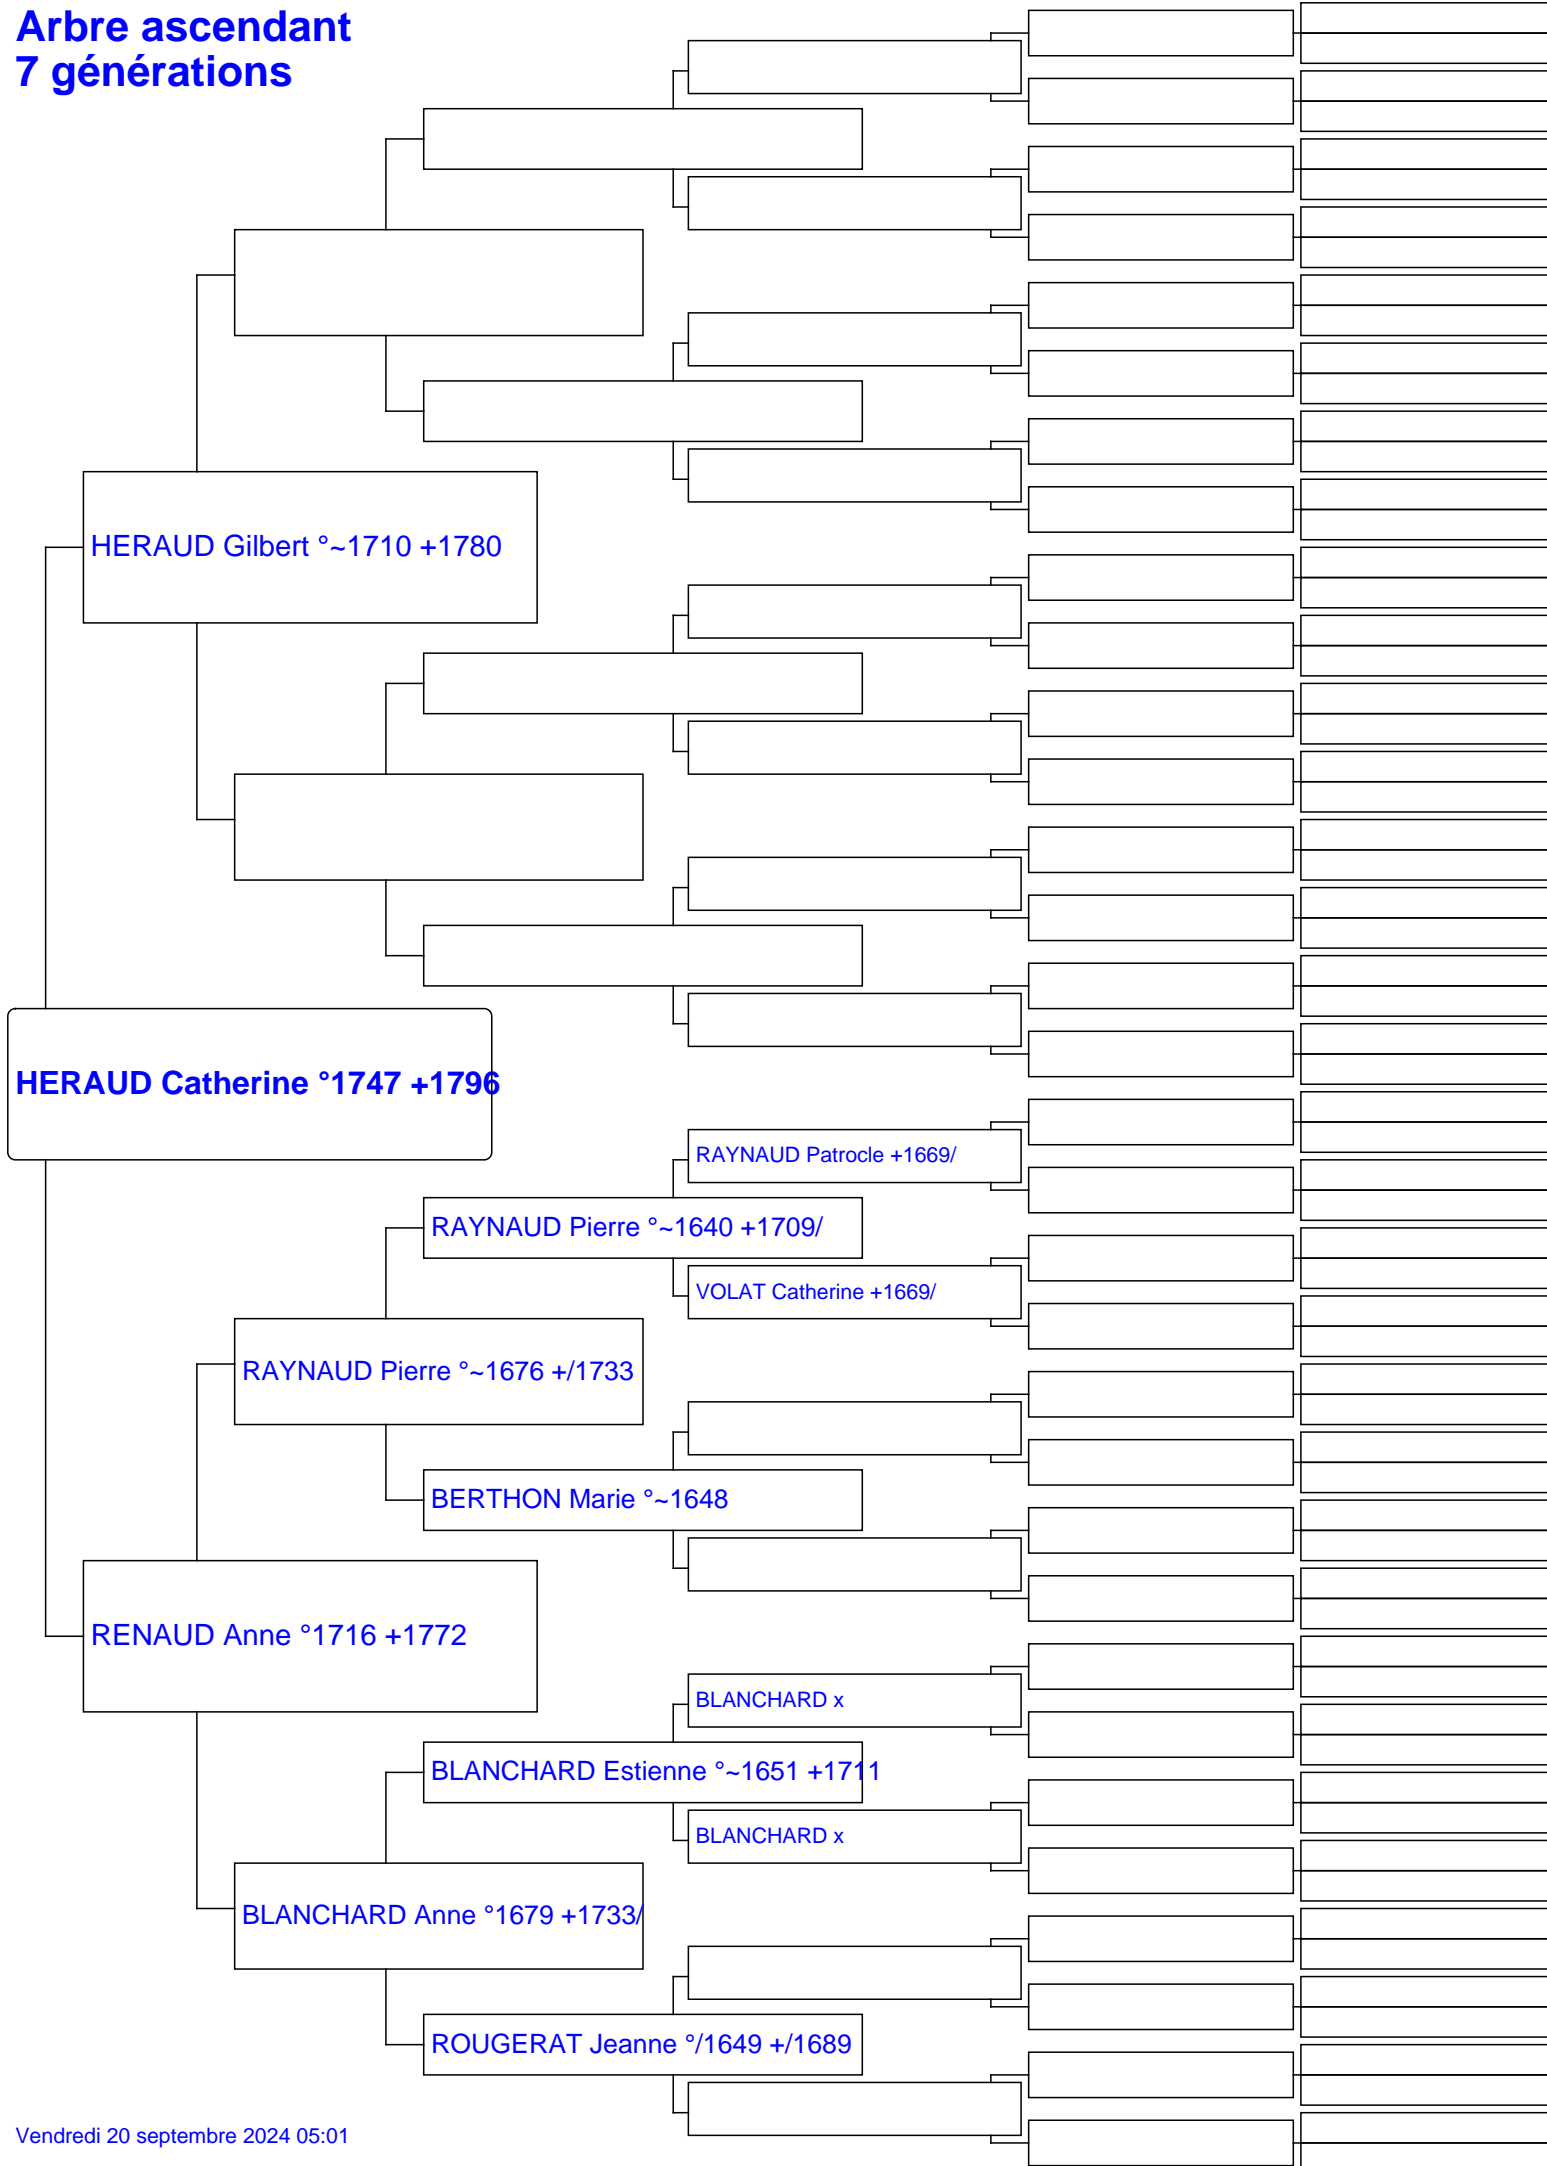 Arbre ascendant
7 générations
HERAUD Gilbert °~1710 +1780
HERAUD Catherine °1747 +1796
RAYNAUD Patrocle +1669/
RAYNAUD Pierre °~1640 +1709/
VOLAT Catherine +1669/
RAYNAUD Pierre °~1676 +/1733
BERTHON Marie °~1648
RENAUD Anne °1716 +1772
BLANCHARD x
BLANCHARD Estienne °~1651 +1711
BLANCHARD x
BLANCHARD Anne °1679 +1733/
ROUGERAT Jeanne °/1649 +/1689
Vendredi 20 septembre 2024 05:01